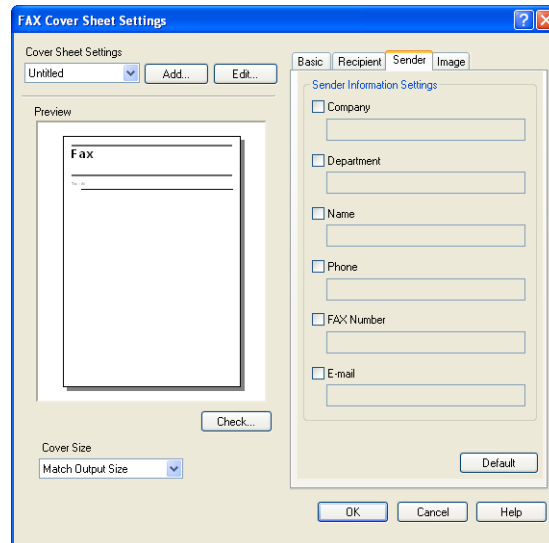 FAX Cover Sheet Settings
Cover Sheet Settings
Untitled
Add...
Edit...
Preview
Fax
Check...
Cover Size
Match Output Size
Basic
Recipient
Sender
Image
Sender Information Settings
Company
Department
Name
Phone
FAX Number
E-mail
Default
OK
Cancel
Help